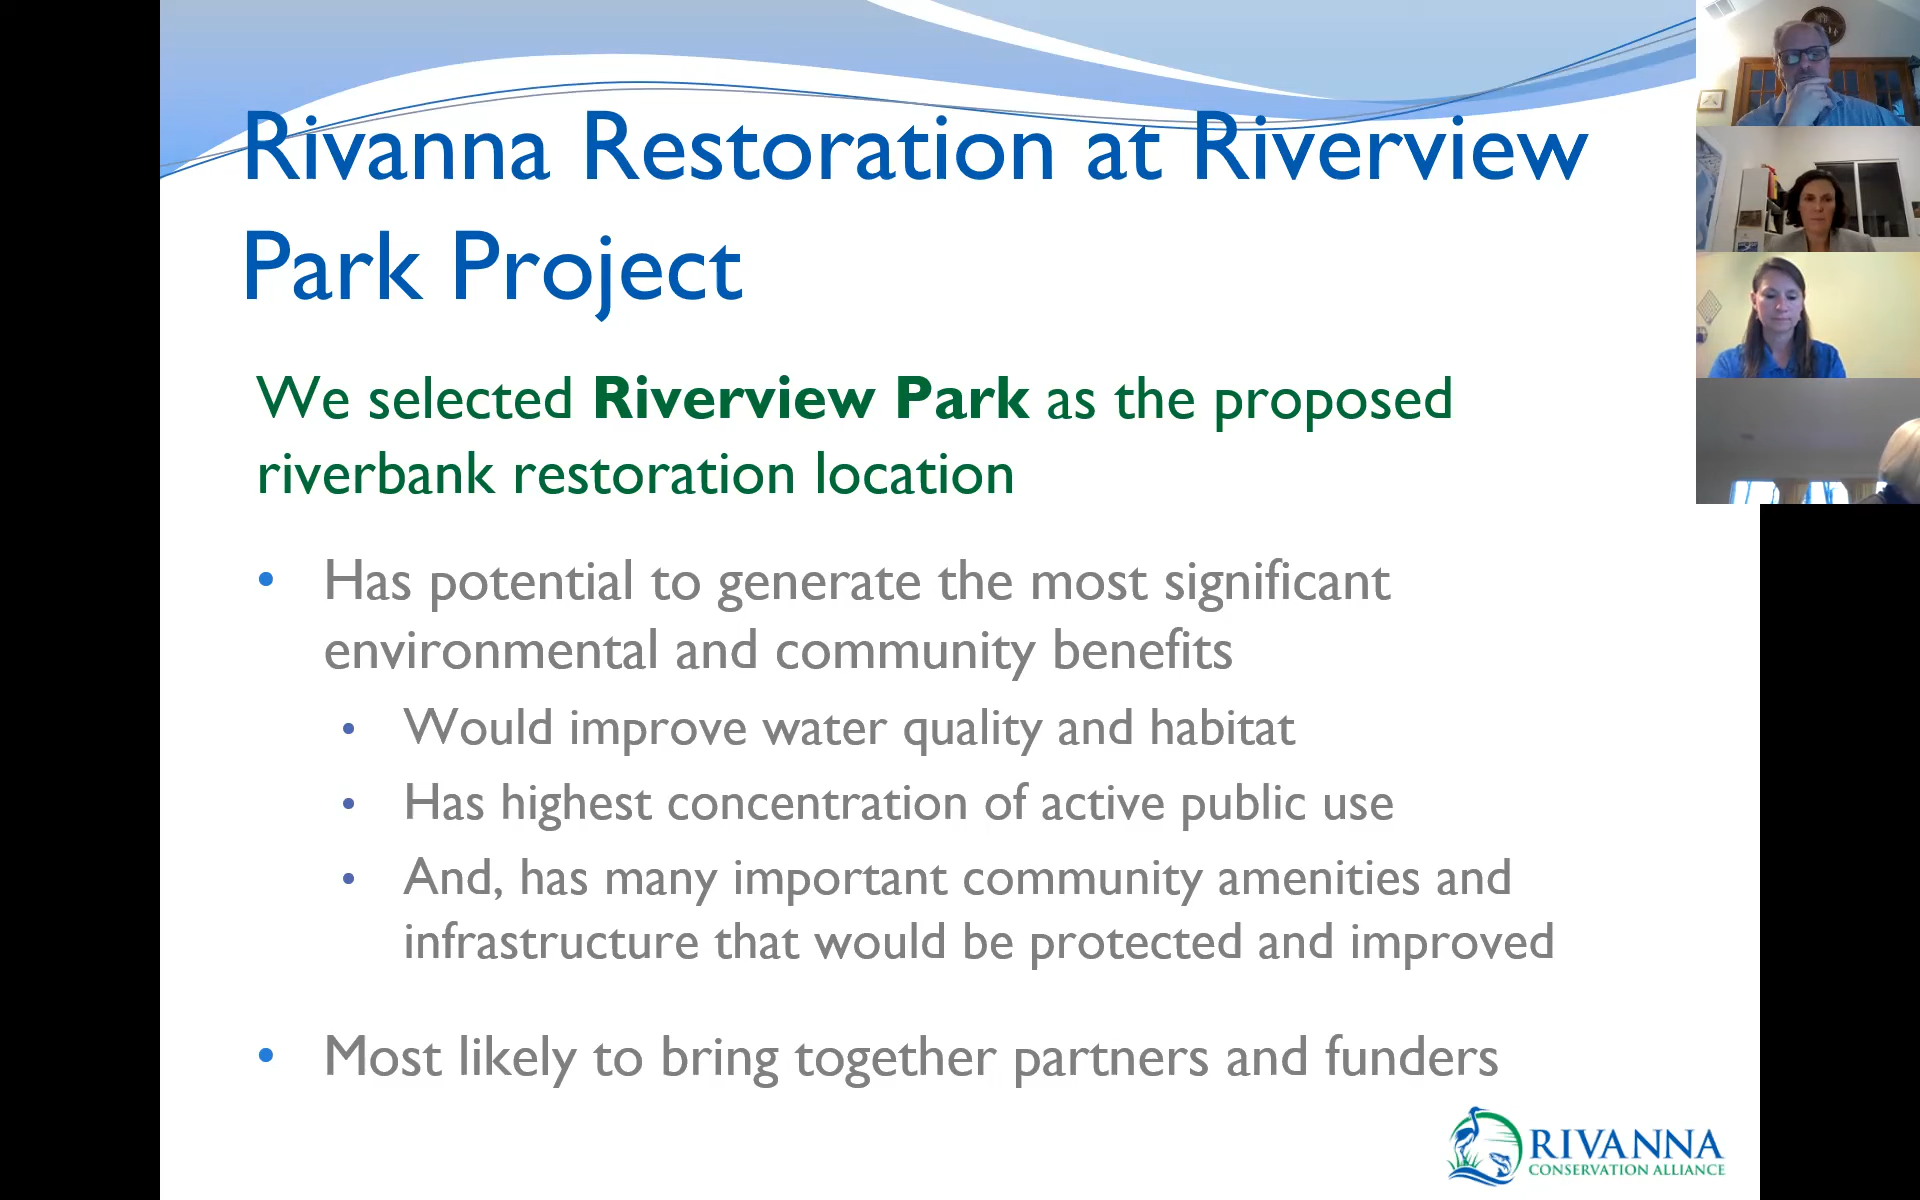 Rivanna Restoration at Riverview
Park Project
We selected Riverview Park as the proposed
riverbank restoration location
• Has potential to generate the most significant
environmental and community benefits
• Would improve water quality and habitat
• Has highest concentration of active public use
• And, has many important community amenities and
infrastructure that would be protected and improved
• Most likely to bring together partners and funders
RIVANNA
CONSERVATION ALLIANCE